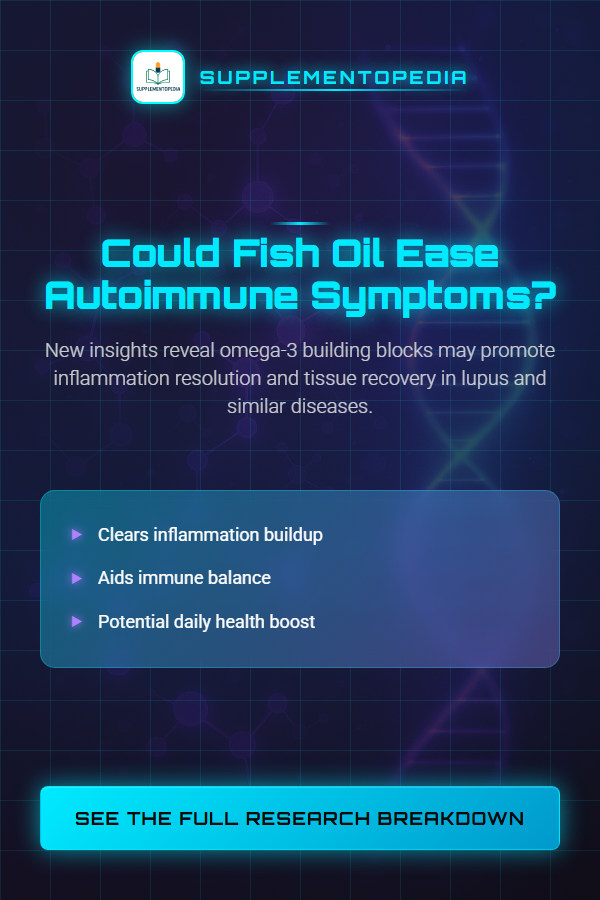 SUPPLEMENTOPEDIA
SUPPLEMENTOPEDIA
Could Fish Oil Ease
Autoimmune Symptoms?
New insights reveal omega-3 building blocks may promote
inflammation resolution and tissue recovery in lupus and
similar diseases.
Clears inflammation buildup
Aids immune balance
Potential daily health boost
SEE THE FULL RESEARCH BREAKDOWN